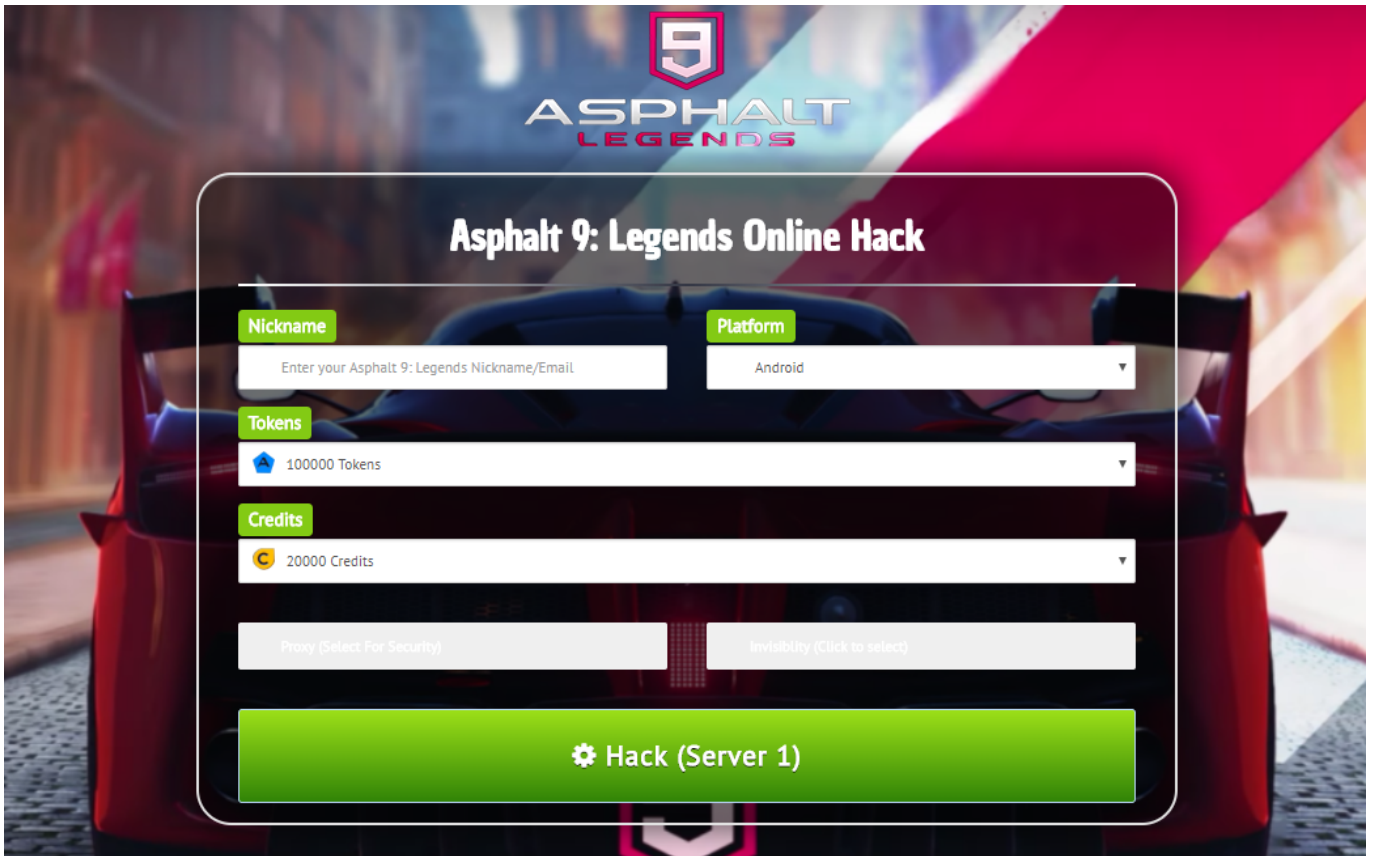 9
ASPHALT
LEGENDS
Asphalt 9: Legends Online Hack
Nickname
Platform
Enter your Asphalt 9: Legends Nickname/Email
Android
Tokens
100000 Tokens
Credits
C 20000 Credits
Proxy (Select For Security)
Invisiblity (Click to select)
Hack (Server 1)